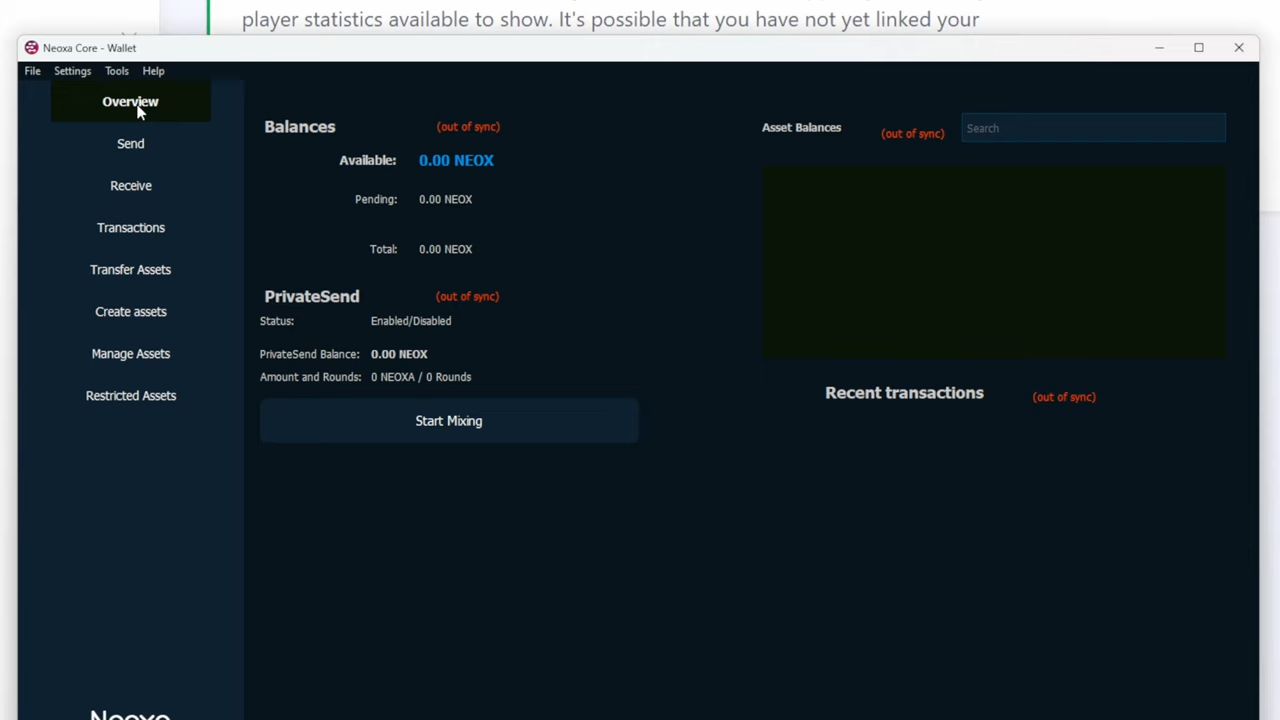 player statistics available to show. It's possible that you have not yet linked your
Neoxa Core - Wallet
File Settings Tools Help
Overview
Send
Receive
Transactions
Transfer Assets
Create assets
Manage Assets
Restricted Assets
Neoxa
Balances (out of sync)
Available: 0.00 NEOX
Pending: 0.00 NEOX
Total: 0.00 NEOX
PrivateSend (out of sync)
Status: Enabled/Disabled
PrivateSend Balance: 0.00 NEOX
Amount and Rounds: 0 NEOXA / 0 Rounds
Start Mixing
Asset Balances (out of sync) Search
Recent transactions (out of sync)